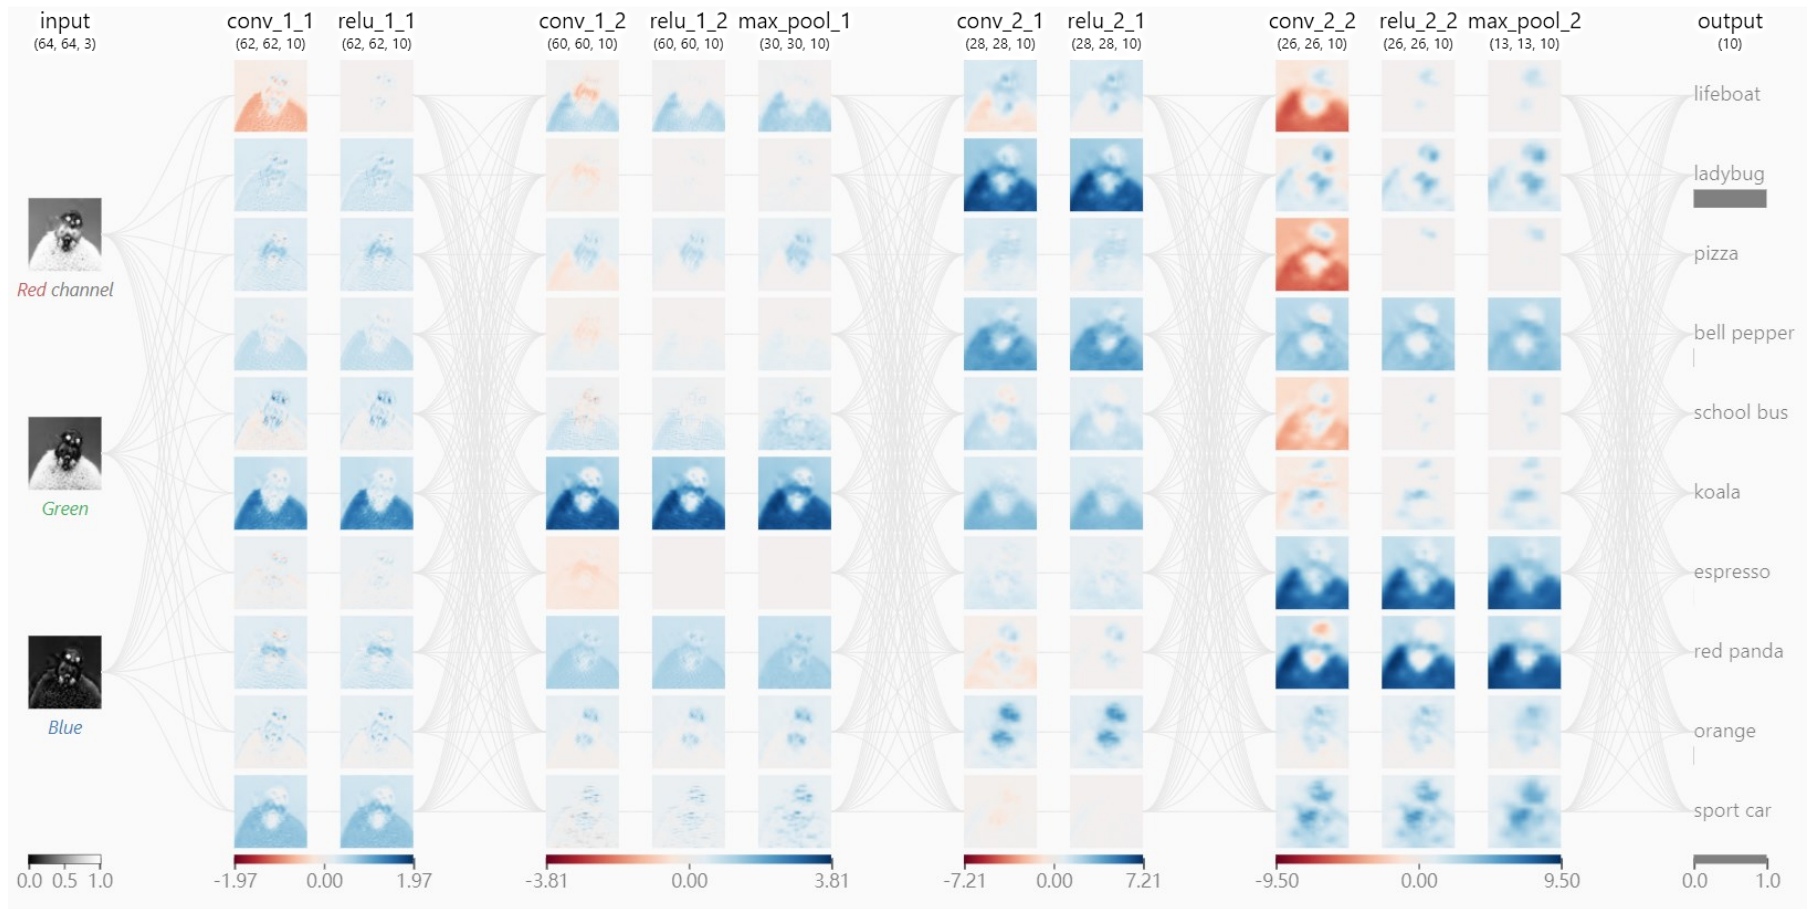 input
(64, 64, 3)
conv_1_1
(62, 62, 10)
relu_1_1
(62, 62, 10)
conv_1_2
(60, 60, 10)
relu_1_2
(60, 60, 10)
max_pool_1
(30, 30, 10)
conv_2_1
(28, 28, 10)
relu_2_1
(28, 28, 10)
conv_2_2
(26, 26, 10)
relu_2_2
(26, 26, 10)
max_pool_2
(13, 13, 10)
output
(10)
Red channel
Green
Blue
lifeboat
ladybug
pizza
bell pepper
school bus
koala
espresso
red panda
orange
sport car
0.0 0.5 1.0
-1.97 0.00 1.97
-3.81 0.00 3.81
-7.21 0.00 7.21
-9.50 0.00 9.50
0.0 1.0